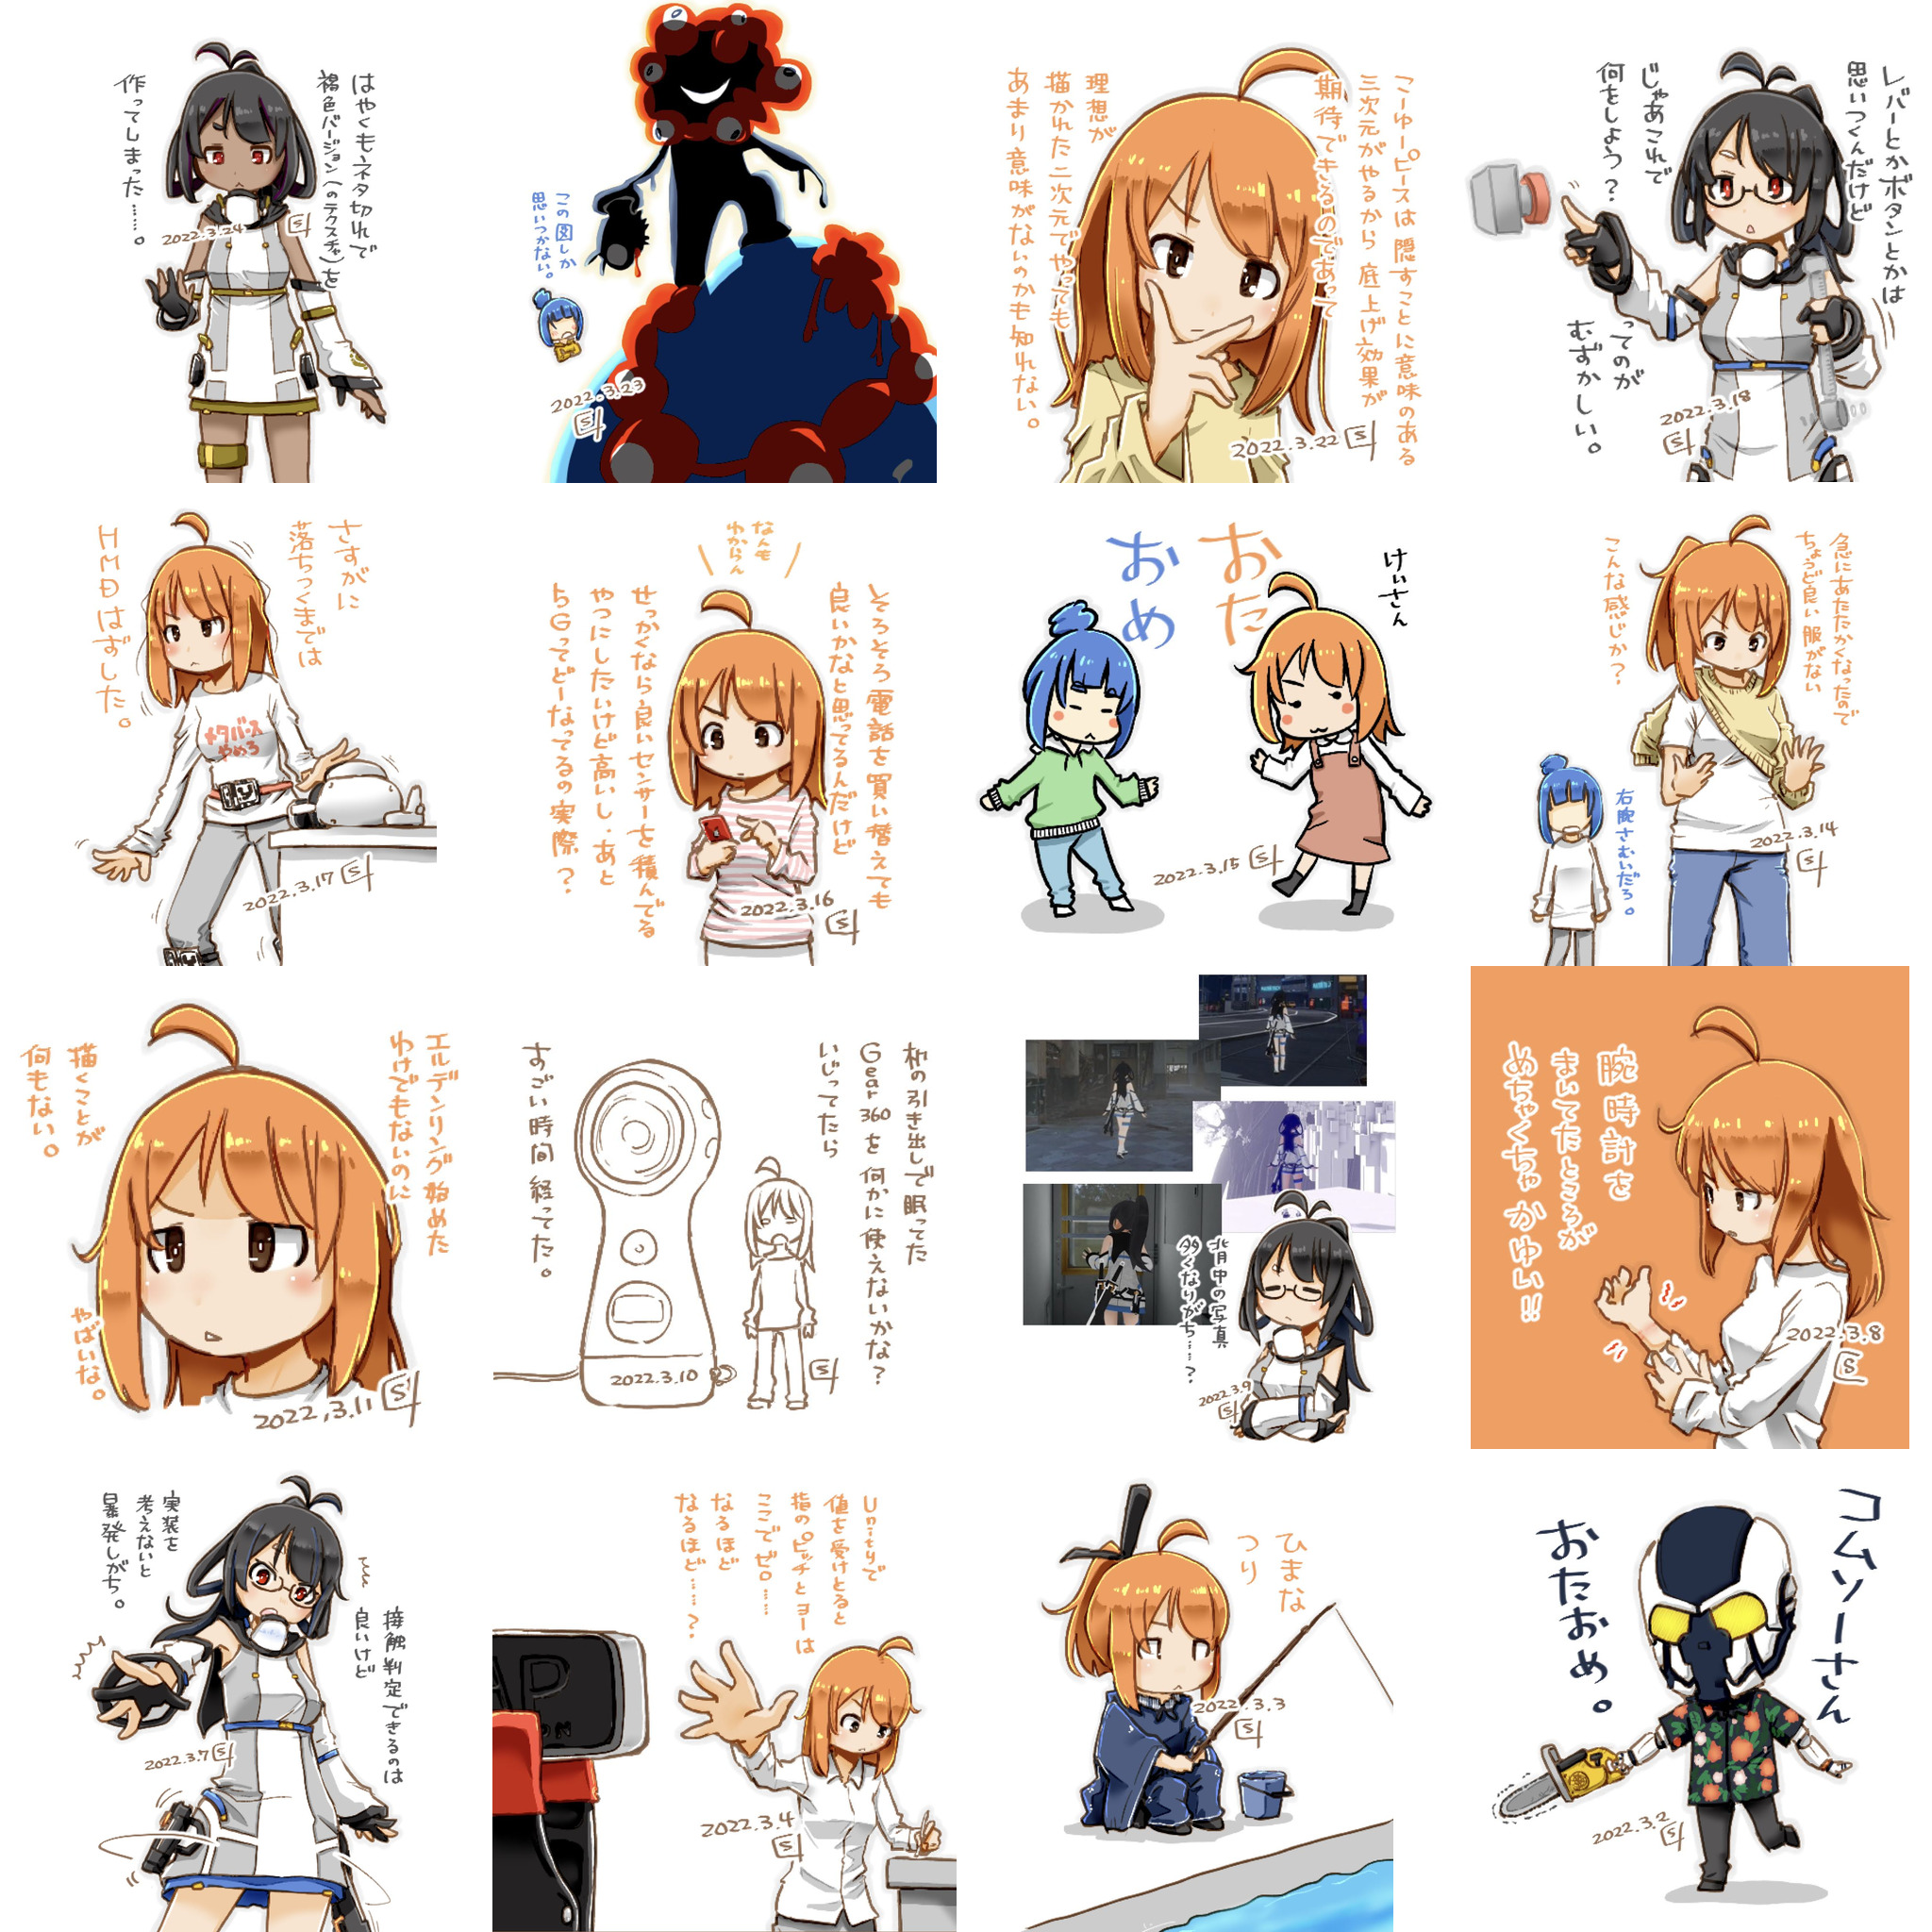 はやくもネタ切れで
褐色バージョン(のテクスチャ)を
作ってしまった……。
2022.3.24
この図しか
思いつかない。
2022.3.23
こーゆーピースは隠すことに意味のある
三次元がやるから底上げ効果が
期待できるのであって
理想が
描かれた二次元でやっても
あまり意味がないのかも知れない。
2022.3.22
レバーとかボタンとかは
思いつくんだけど
じゃあこれで
何をしよう?
ってのが
むずかしい。
2022.3.18
さすがに
落ちつくまでは
HMDはずした。
メタバース
やめろ
2022.3.17
なんも
わからん
そろそろ電話を買い替えても
良いかなと思ってるんだけど
せっかくなら良いセンサーを積んでる
やつにしたいけど高いし、あと
5Gってどーなってるの実際?
2022.3.16
けいさん
おた
おめ
2022.3.15
急にあたたかくなったので
ちょうど良い服がない
こんな感じか?
右腕さむいだろ。
2022.3.14
エルデンリング始めた
わけでもないのに
描くことが
何もない。
やばいな。
2022.3.11
机の引き出しで眠ってた
Gear360を何かに使えないかな?
いじってたら
すごい時間経ってた。
2022.3.10
背中の写真
多くなりがち……?
2022.3.9
腕時計を
まいてたところが
めちゃくちゃかゆい!!
2022.3.8
実装を
考えないと
暴発しがち。
接触判定できるのは
良いけど
2022.3.7
Unityで
値を受けとると
指のピッチとヨーは
ここでゼロ……
なるほど
なるほど……?
2022.3.4
ひまな
つり
2022.3.3
コムソーさん
おたおめ。
2022.3.2